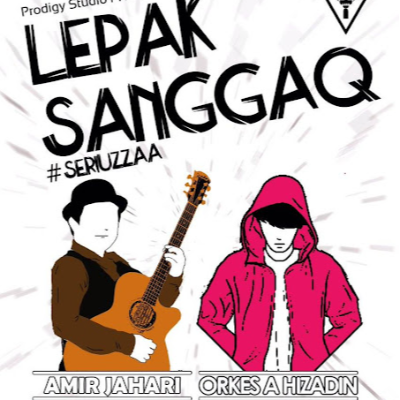 Prodigy Studio
LEPAK
SANGGAQ
#SERIUZZAA
AMIR JAHARI
ORKES A HIZADIN